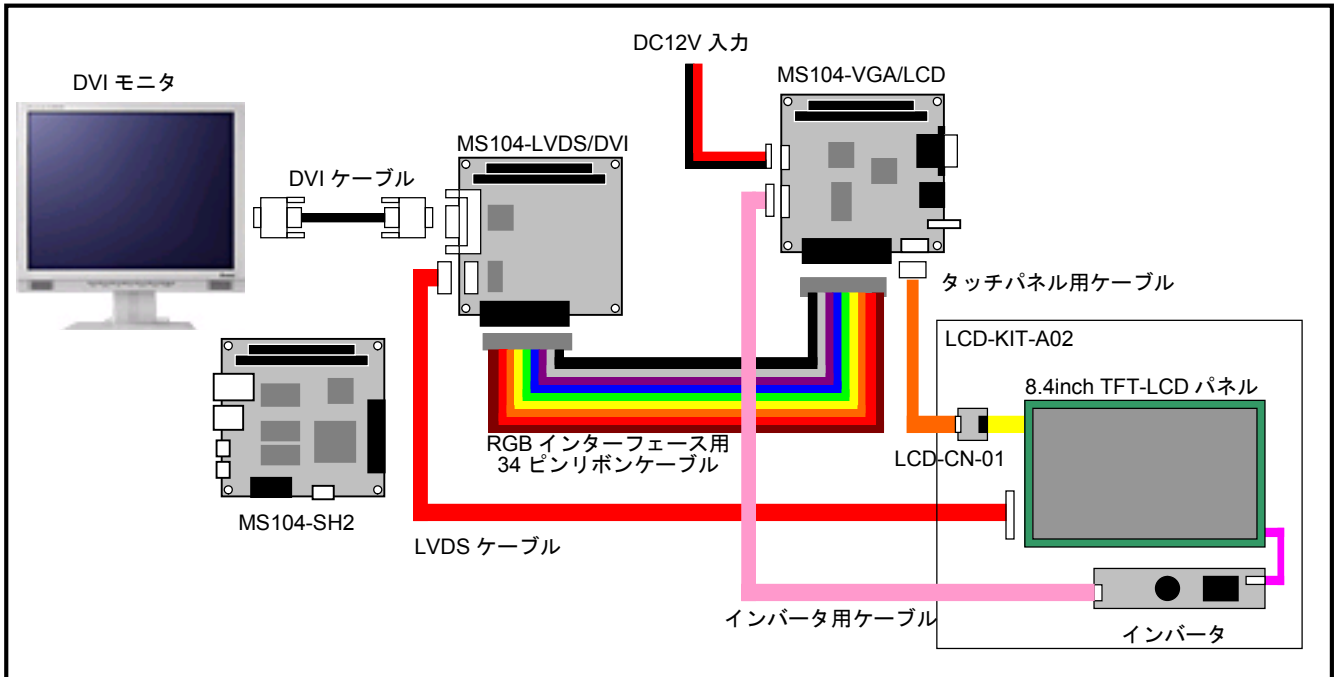 DC12V 入力
DVI モニタ
MS104-VGA/LCD
MS104-LVDS/DVI
DVI ケーブル
タッチパネル用ケーブル
LCD-KIT-A02
8.4inch TFT-LCD パネル
RGB インターフェース用
34 ピンリボンケーブル
LCD-CN-01
MS104-SH2
LVDS ケーブル
インバータ用ケーブル
インバータ